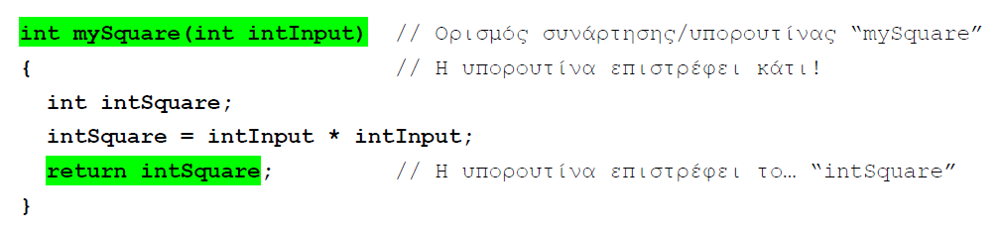 int mySquare(int intInput) // Ορισμός συνάρτησης/υπορουτίνας “mySquare”
{ // Η υπορουτίνα επιστρέφει κάτι!
int intSquare;
intSquare = intInput * intInput;
return intSquare; // Η υπορουτίνα επιστρέφει το… “intSquare”
}